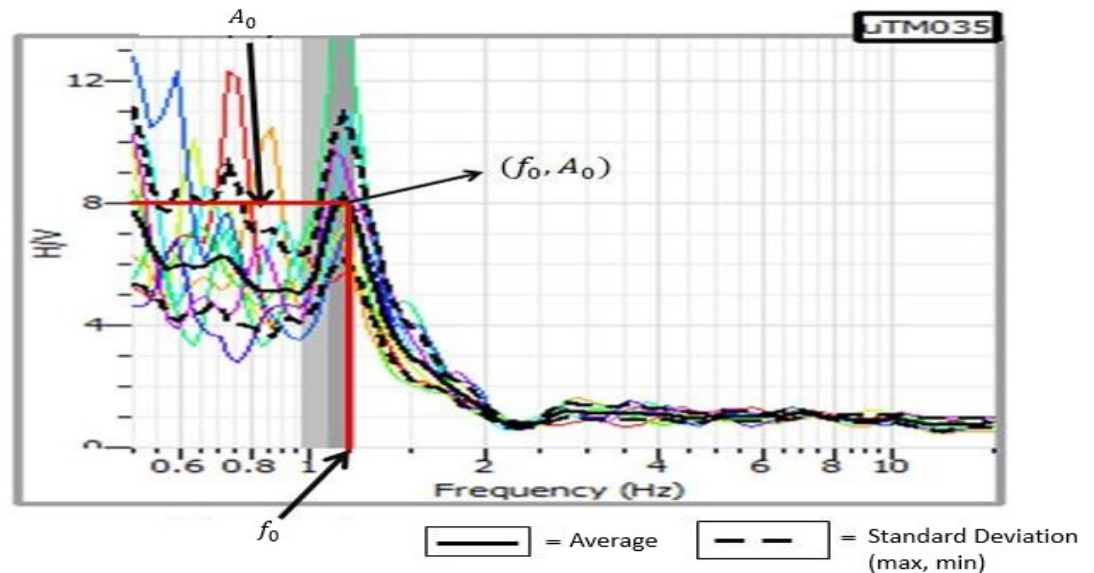 A₀
uTM035
12
(f₀, A₀)
8
H/V
4
0
0.6 0.8 1 2 4 6 8 10
Frequency (Hz)
f₀
= Average
= Standard Deviation
(max, min)